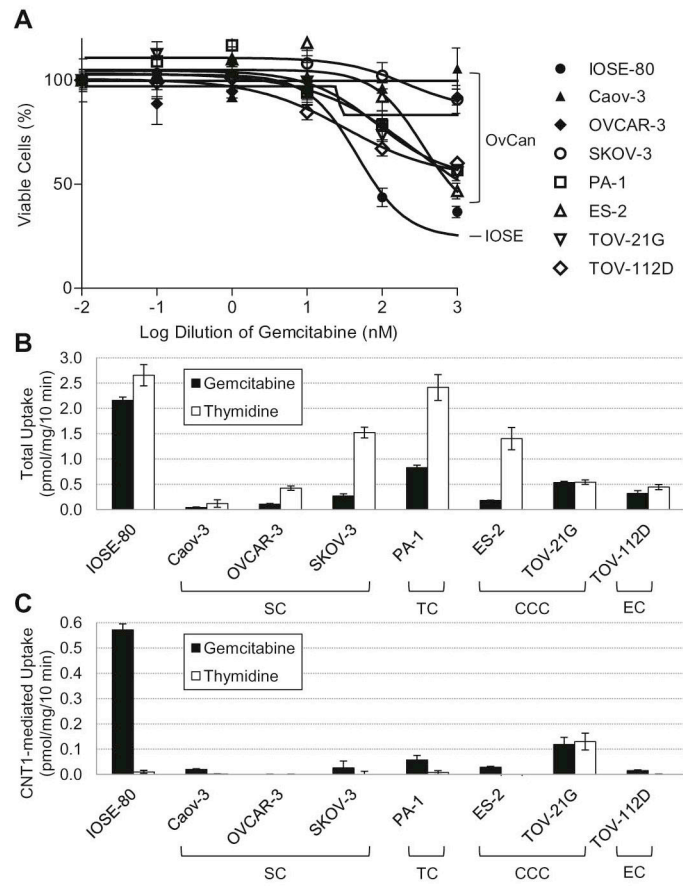 A
Viable Cells (%)
100
50
0
-2
-1
0
1
2
3
Log Dilution of Gemcitabine (nM)
OvCan
IOSE
IOSE-80
Caov-3
OVCAR-3
SKOV-3
PA-1
ES-2
TOV-21G
TOV-112D
B
Total Uptake
(pmol/mg/10 min)
3.0
2.5
2.0
1.5
1.0
0.5
0.0
Gemcitabine
Thymidine
IOSE-80
Caov-3
OVCAR-3
SKOV-3
PA-1
ES-2
TOV-21G
TOV-112D
SC
TC
CCC
EC
C
CNT1-mediated Uptake
(pmol/mg/10 min)
0.6
0.5
0.4
0.3
0.2
0.1
0.0
Gemcitabine
Thymidine
IOSE-80
Caov-3
OVCAR-3
SKOV-3
PA-1
ES-2
TOV-21G
TOV-112D
SC
TC
CCC
EC